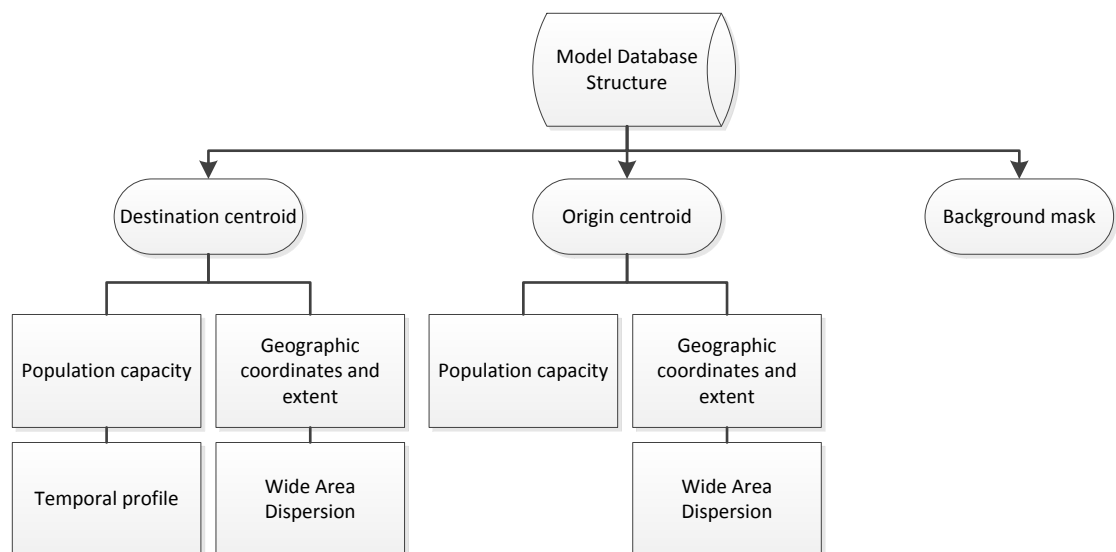 Model Database
Structure
Destination centroid
Origin centroid
Background mask
Population capacity
Geographic
coordinates and
extent
Population capacity
Geographic
coordinates and
extent
Temporal profile
Wide Area
Dispersion
Wide Area
Dispersion